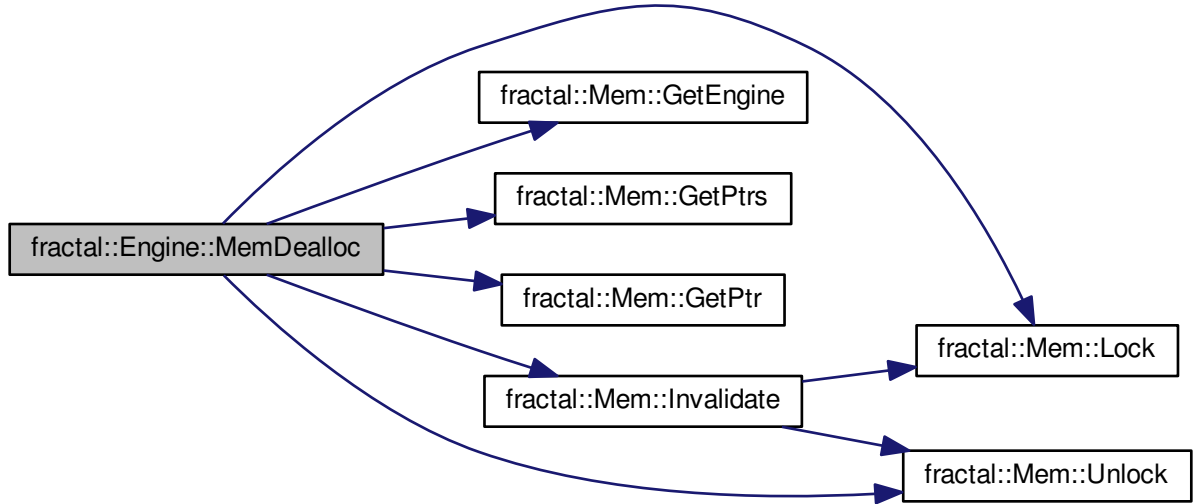 fractal::Mem::GetEngine
fractal::Mem::GetPtrs
fractal::Engine::MemDealloc
fractal::Mem::GetPtr
fractal::Mem::Lock
fractal::Mem::Invalidate
fractal::Mem::Unlock